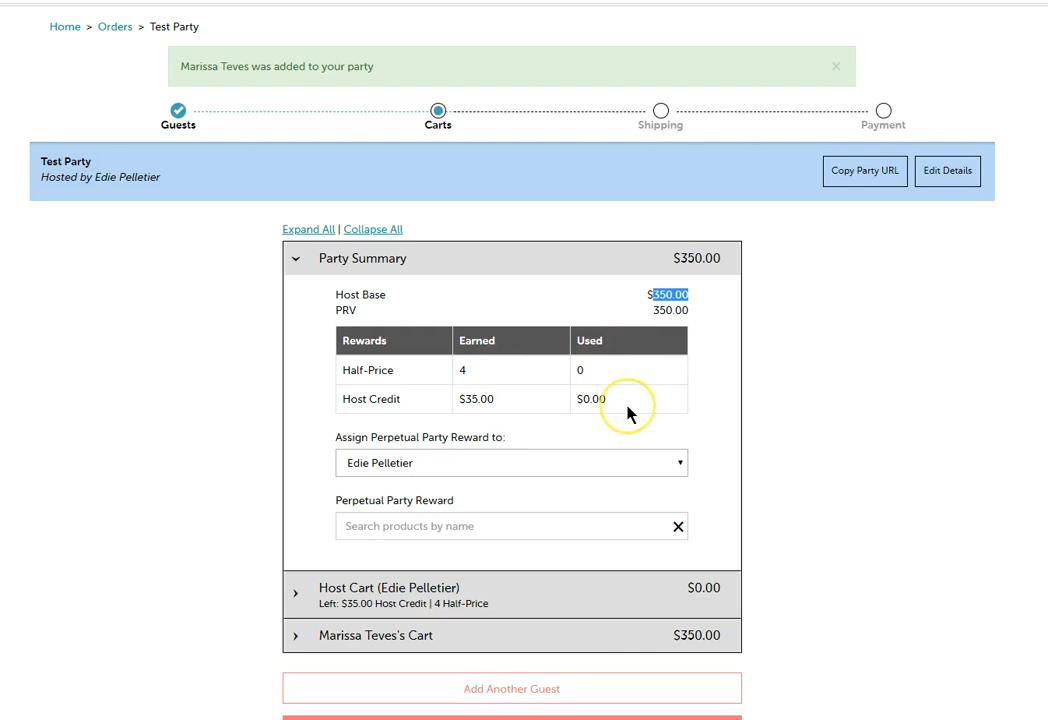 Home > Orders > Test Party
Marissa Teves was added to your party ×
Guests Carts Shipping Payment
Test Party
Hosted by Edie Pelletier
Copy Party URL Edit Details
Expand All | Collapse All
Party Summary $350.00
Host Base $350.00
PRV 350.00
Rewards Earned Used
Half-Price 4 0
Host Credit $35.00 $0.00
Assign Perpetual Party Reward to:
Edie Pelletier
Perpetual Party Reward
Search products by name
Host Cart (Edie Pelletier) $0.00
Left: $35.00 Host Credit | 4 Half-Price
Marissa Teves's Cart $350.00
Add Another Guest